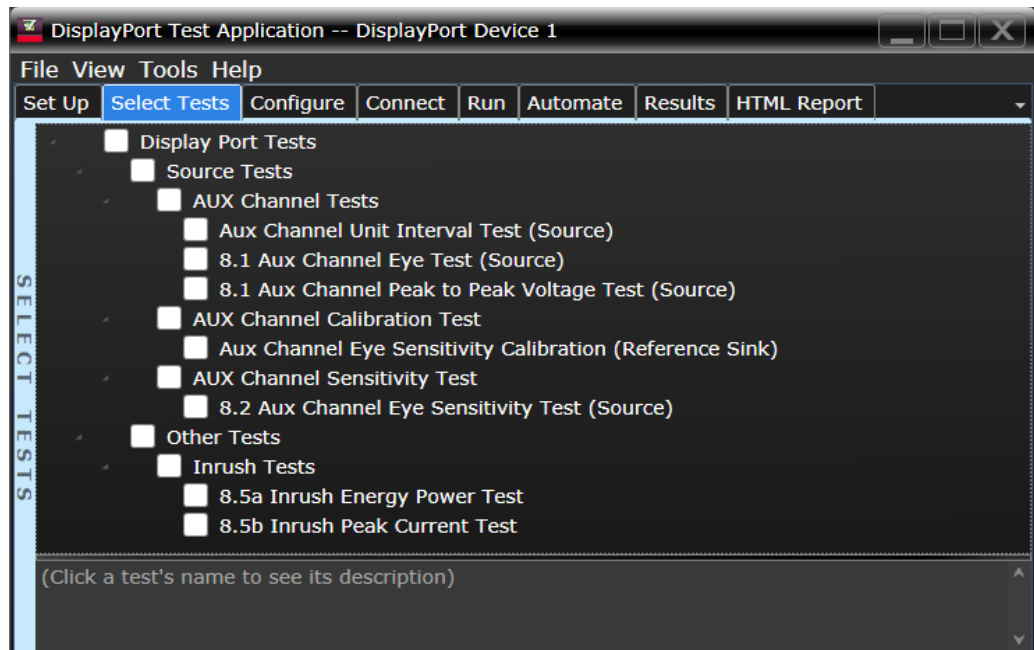 DisplayPort Test Application -- DisplayPort Device 1
File View Tools Help
Set Up Select Tests Configure Connect Run Automate Results HTML Report
SELECT TESTS
Display Port Tests
Source Tests
AUX Channel Tests
Aux Channel Unit Interval Test (Source)
8.1 Aux Channel Eye Test (Source)
8.1 Aux Channel Peak to Peak Voltage Test (Source)
AUX Channel Calibration Test
Aux Channel Eye Sensitivity Calibration (Reference Sink)
AUX Channel Sensitivity Test
8.2 Aux Channel Eye Sensitivity Test (Source)
Other Tests
Inrush Tests
8.5a Inrush Energy Power Test
8.5b Inrush Peak Current Test
(Click a test's name to see its description)